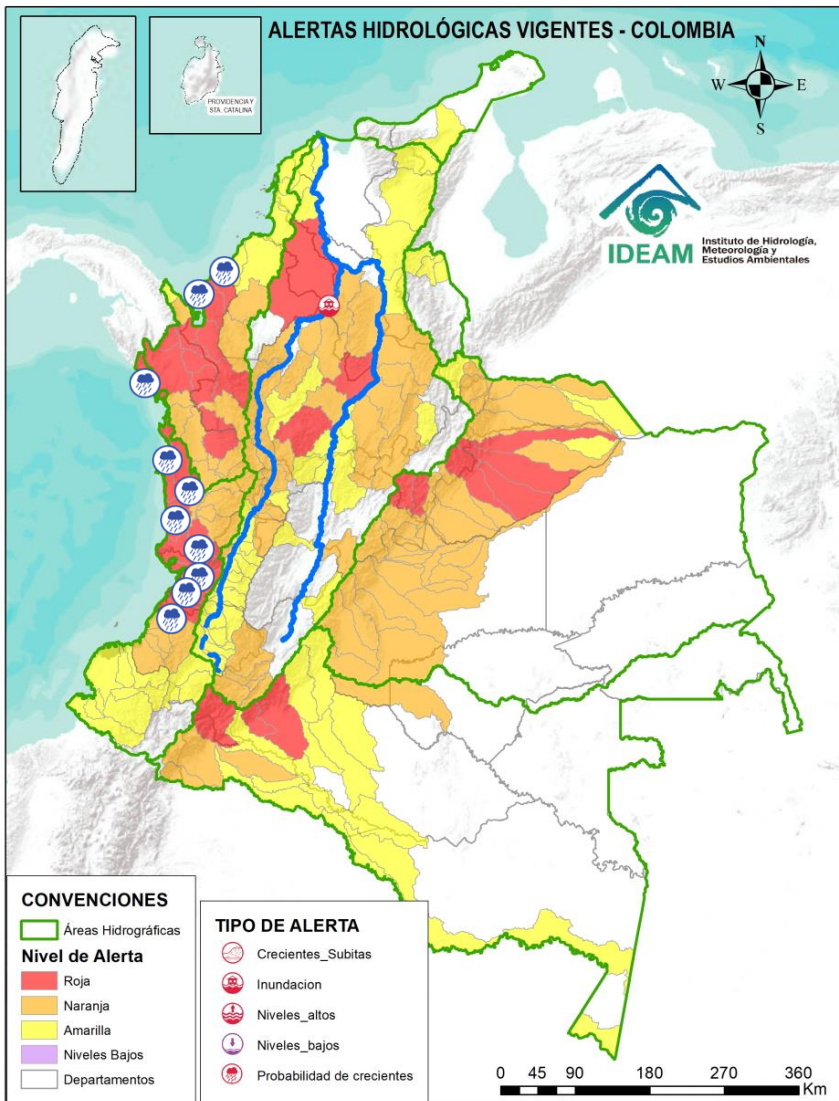 ALERTAS HIDROLÓGICAS VIGENTES - COLOMBIA
PROVIDENCIA Y
STA. CATALINA
N
W
E
S
IDEAM
Instituto de Hidrología,
Meteorología y
Estudios Ambientales
CONVENCIONES
Áreas Hidrográficas
Nivel de Alerta
Roja
Naranja
Amarilla
Niveles Bajos
Departamentos
TIPO DE ALERTA
Crecientes_Subitas
Inundacion
Niveles_altos
Niveles_bajos
Probabilidad de crecientes
0 45 90 180 270 360
Km